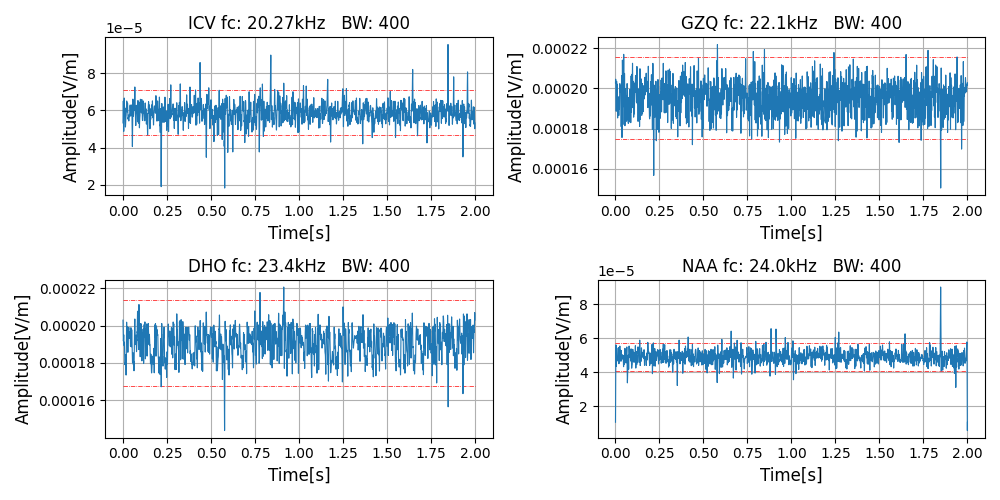 ICV fc: 20.27kHz   BW: 400
1e−5
Amplitude[V/m]
8
6
4
2
0.00 0.25 0.50 0.75 1.00 1.25 1.50 1.75 2.00
Time[s]
GZQ fc: 22.1kHz   BW: 400
Amplitude[V/m]
0.00022
0.00020
0.00018
0.00016
0.00 0.25 0.50 0.75 1.00 1.25 1.50 1.75 2.00
Time[s]
DHO fc: 23.4kHz   BW: 400
Amplitude[V/m]
0.00022
0.00020
0.00018
0.00016
0.00 0.25 0.50 0.75 1.00 1.25 1.50 1.75 2.00
Time[s]
NAA fc: 24.0kHz   BW: 400
1e−5
Amplitude[V/m]
8
6
4
2
0.00 0.25 0.50 0.75 1.00 1.25 1.50 1.75 2.00
Time[s]